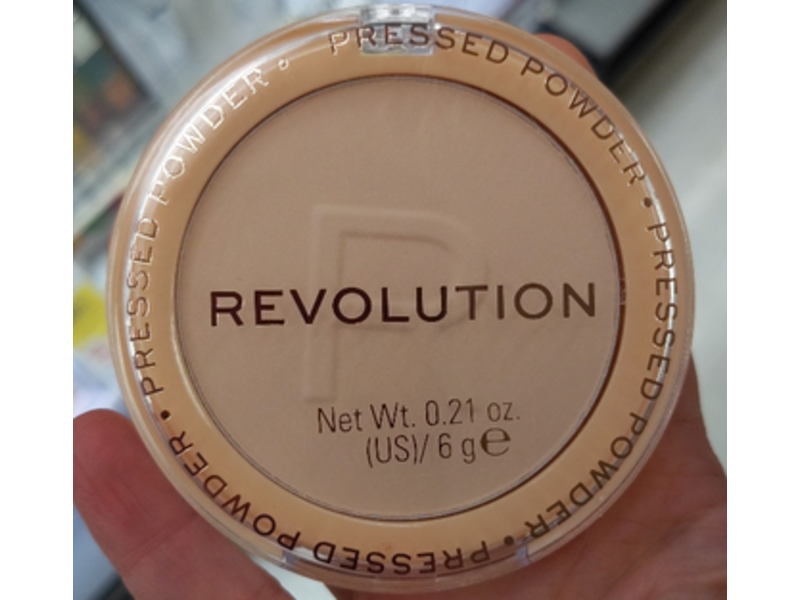 PRESSED POWDER •
PRESSED POWDER •
PRESSED POWDER •
PRESSED POWDER •
P
REVOLUTION
Net Wt. 0.21 oz.
(US)/ 6 g e